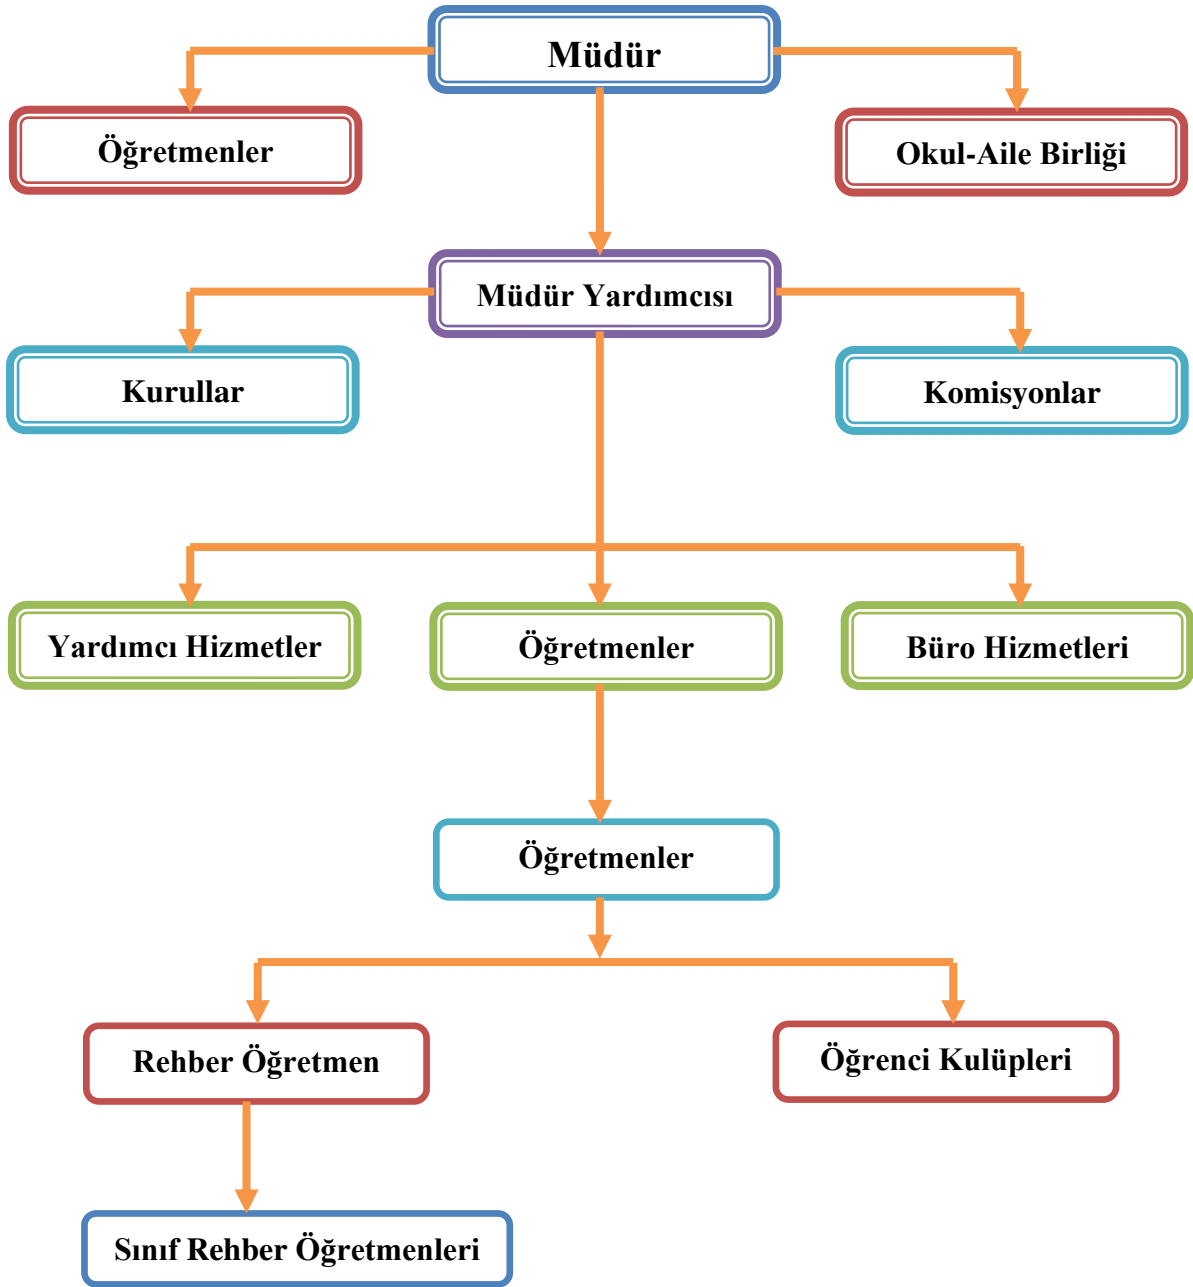 Müdür
Öğretmenler
Okul-Aile Birliği
Müdür Yardımcısı
Kurullar
Komisyonlar
Yardımcı Hizmetler
Öğretmenler
Büro Hizmetleri
Öğretmenler
Rehber Öğretmen
Öğrenci Kulüpleri
Sınıf Rehber Öğretmenleri